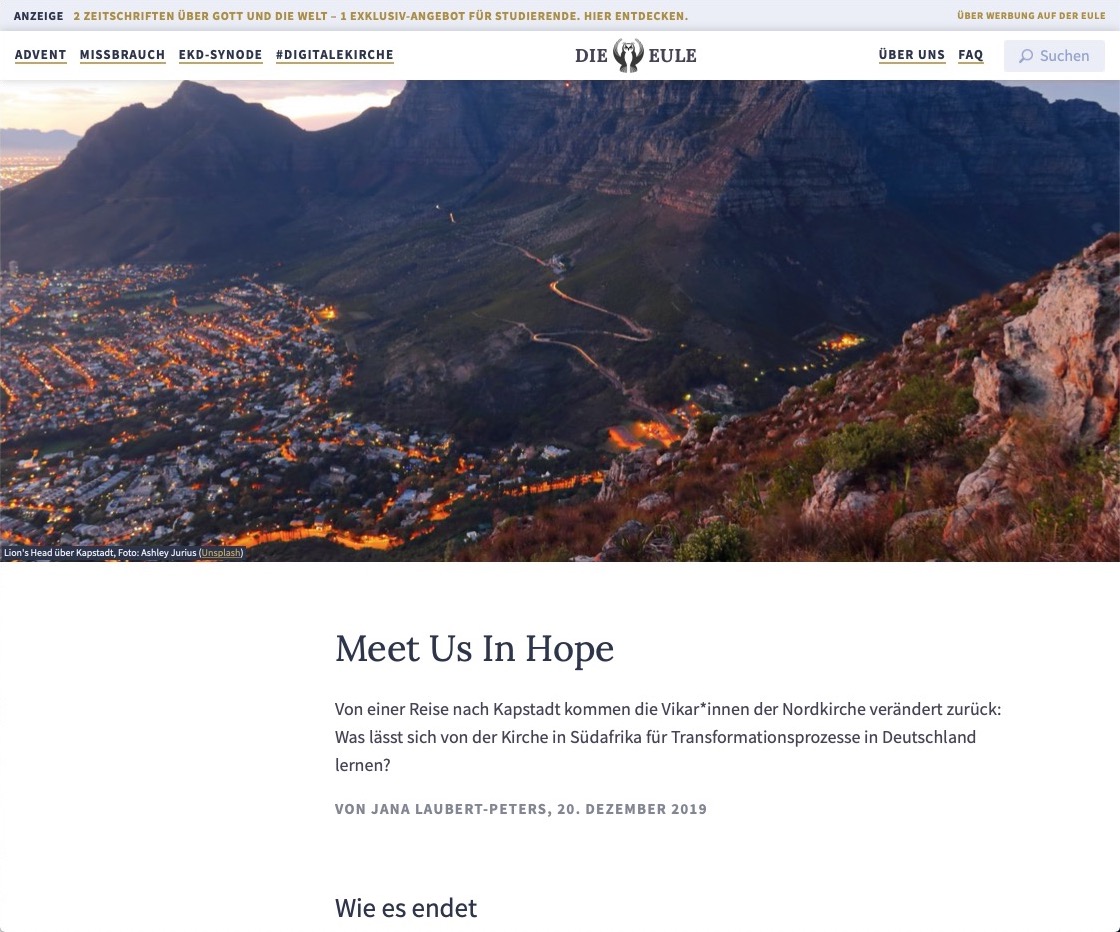 ANZEIGE 2 ZEITSCHRIFTEN ÜBER GOTT UND DIE WELT – 1 EXKLUSIV-ANGEBOT FÜR STUDIERENDE. HIER ENTDECKEN. ÜBER WERBUNG AUF DER EULE
ADVENT MISSBRAUCH EKD-SYNODE #DIGITALEKIRCHE DIE EULE ÜBER UNS FAQ Suchen
Lion's Head über Kapstadt, Foto: Ashley Jurius (Unsplash)
Meet Us In Hope
Von einer Reise nach Kapstadt kommen die Vikar*innen der Nordkirche verändert zurück:
Was lässt sich von der Kirche in Südafrika für Transformationsprozesse in Deutschland
lernen?
VON JANA LAUBERT-PETERS, 20. DEZEMBER 2019
Wie es endet